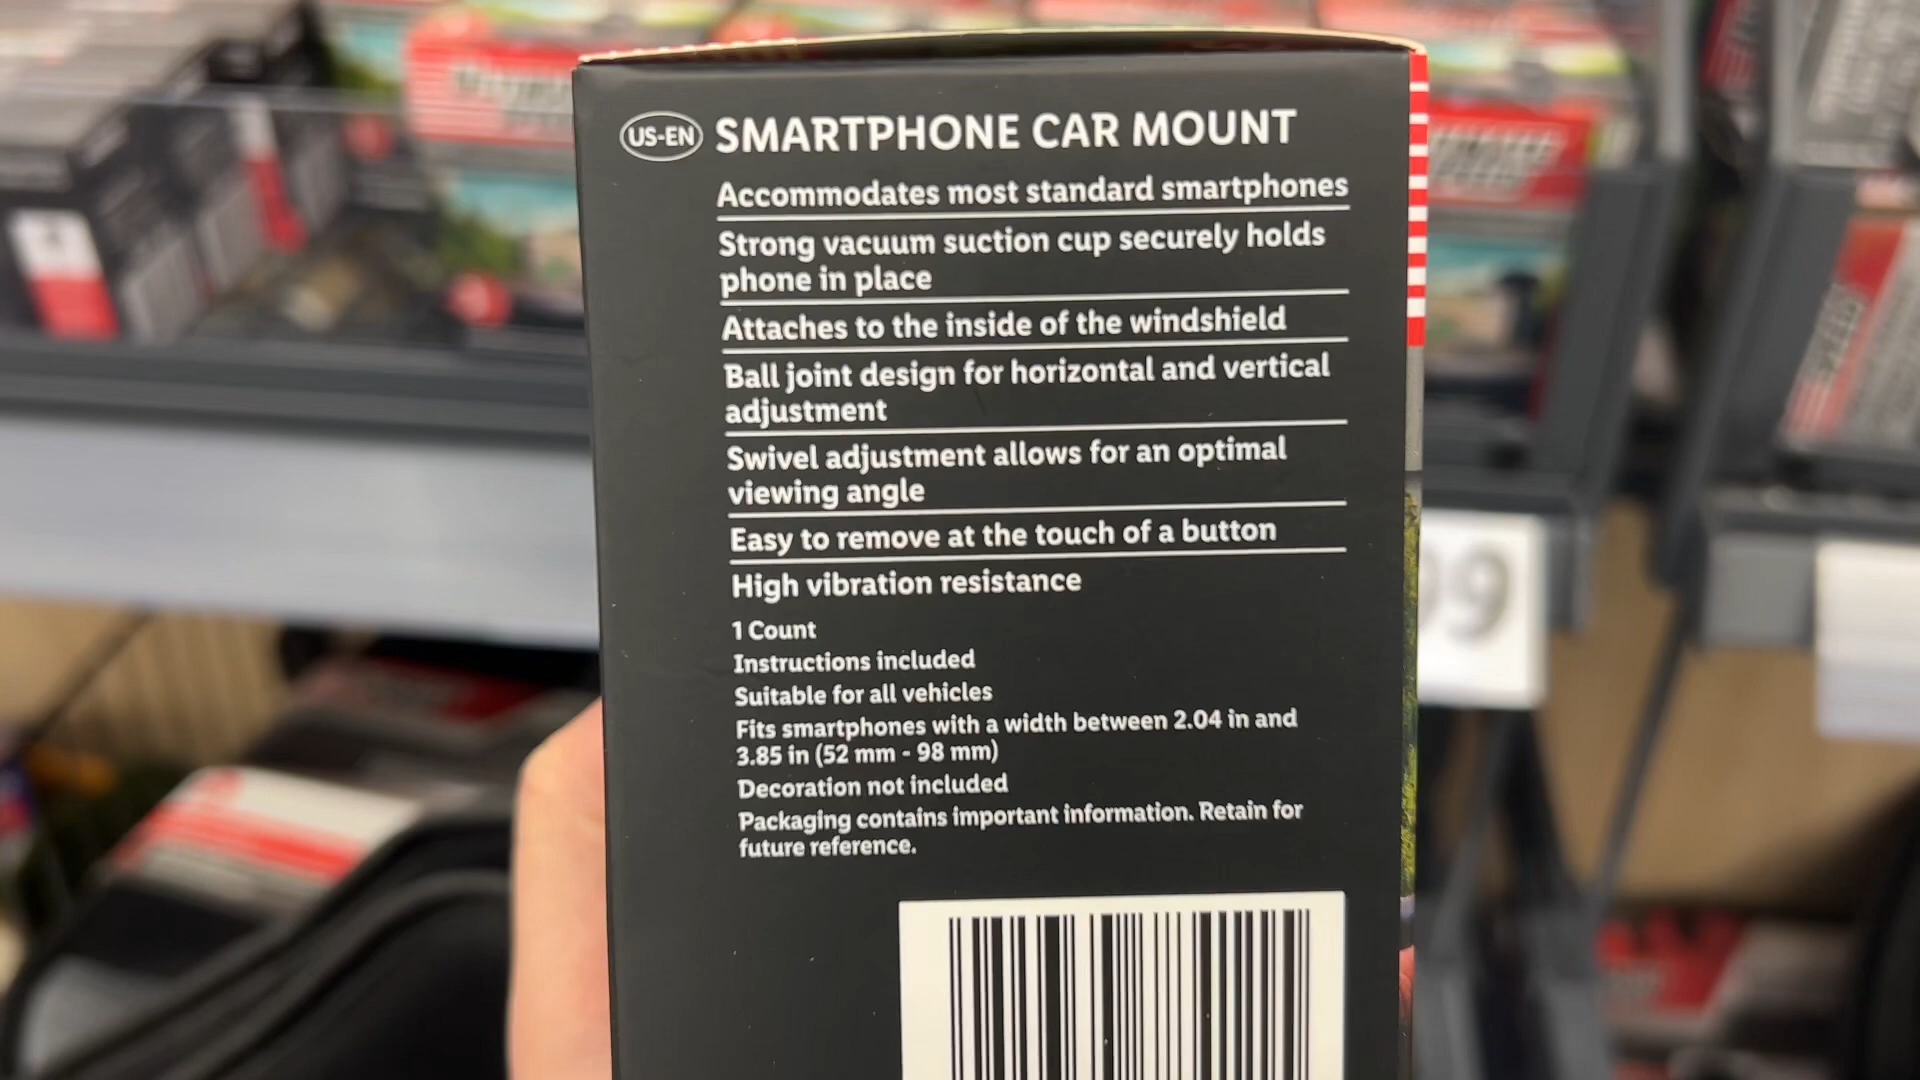 US-EN SMARTPHONE CAR MOUNT
Accommodates most standard smartphones
Strong vacuum suction cup securely holds
phone in place
Attaches to the inside of the windshield
Ball joint design for horizontal and vertical
adjustment
Swivel adjustment allows for an optimal
viewing angle
Easy to remove at the touch of a button
High vibration resistance
1 Count
Instructions included
Suitable for all vehicles
Fits smartphones with a width between 2.04 in and
3.85 in (52 mm - 98 mm)
Decoration not included
Packaging contains important information. Retain for
future reference.
99